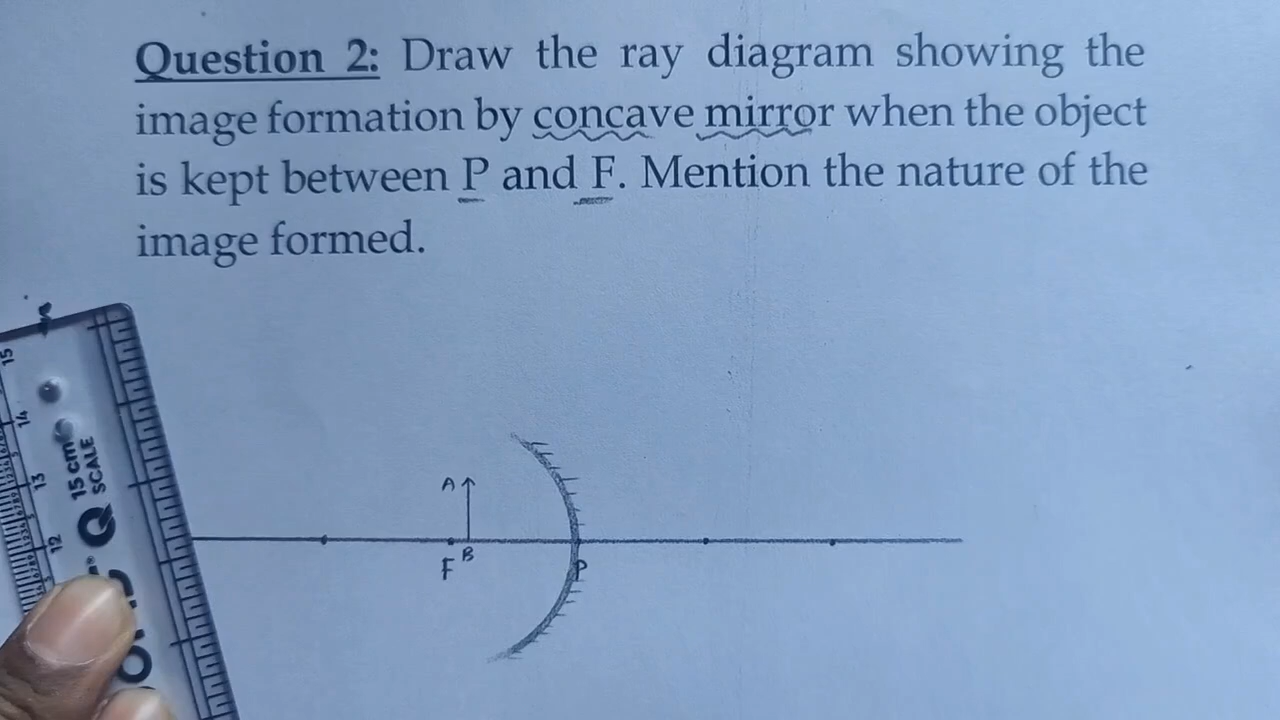 Question 2: Draw the ray diagram showing the
image formation by concave mirror when the object
is kept between P and F. Mention the nature of the
image formed.
15
14
13
12
15 cm
SCALE
A
B
F
P